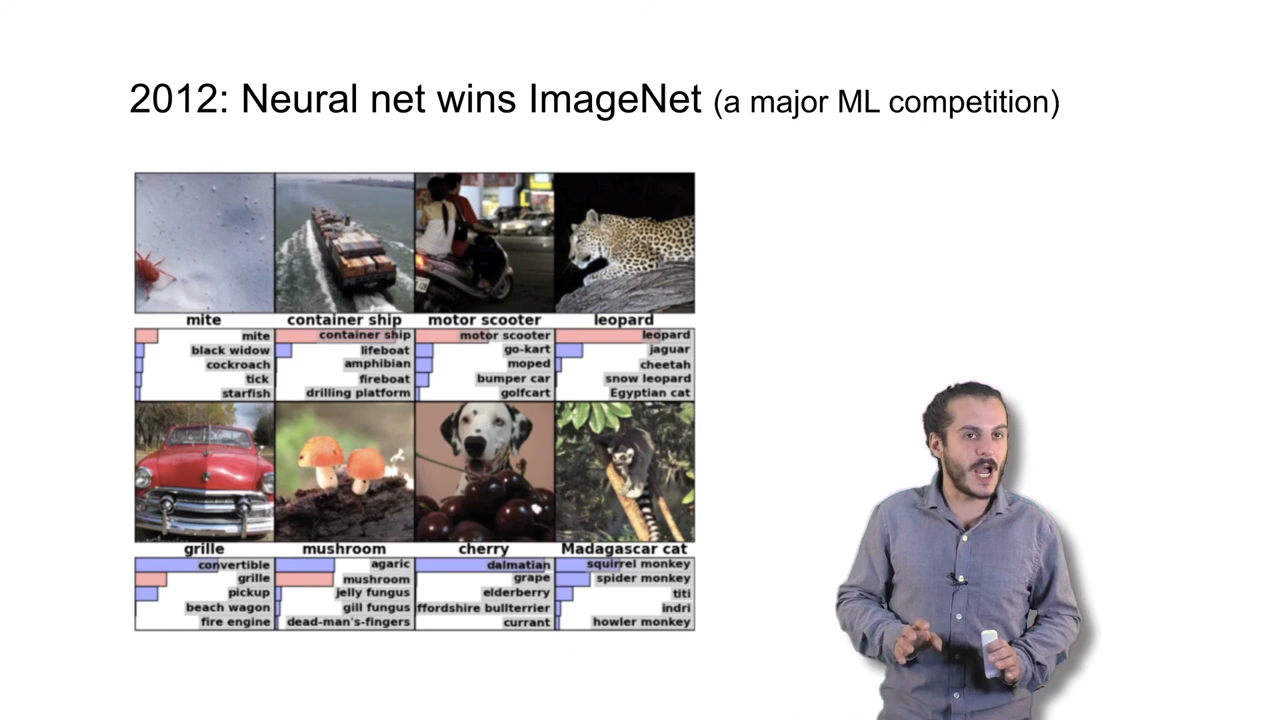 2012: Neural net wins ImageNet (a major ML competition)
mite container ship motor scooter leopard
mite container ship motor scooter leopard
black widow lifeboat go-kart jaguar
cockroach amphibian moped cheetah
tick fireboat bumper car snow leopard
starfish drilling platform golfcart Egyptian cat
grille mushroom cherry Madagascar cat
convertible agaric dalmatian squirrel monkey
grille mushroom grape spider monkey
pickup jelly fungus elderberry titi
beach wagon gill fungus ffordshire bullterrier indri
fire engine dead-man's-fingers currant howler monkey